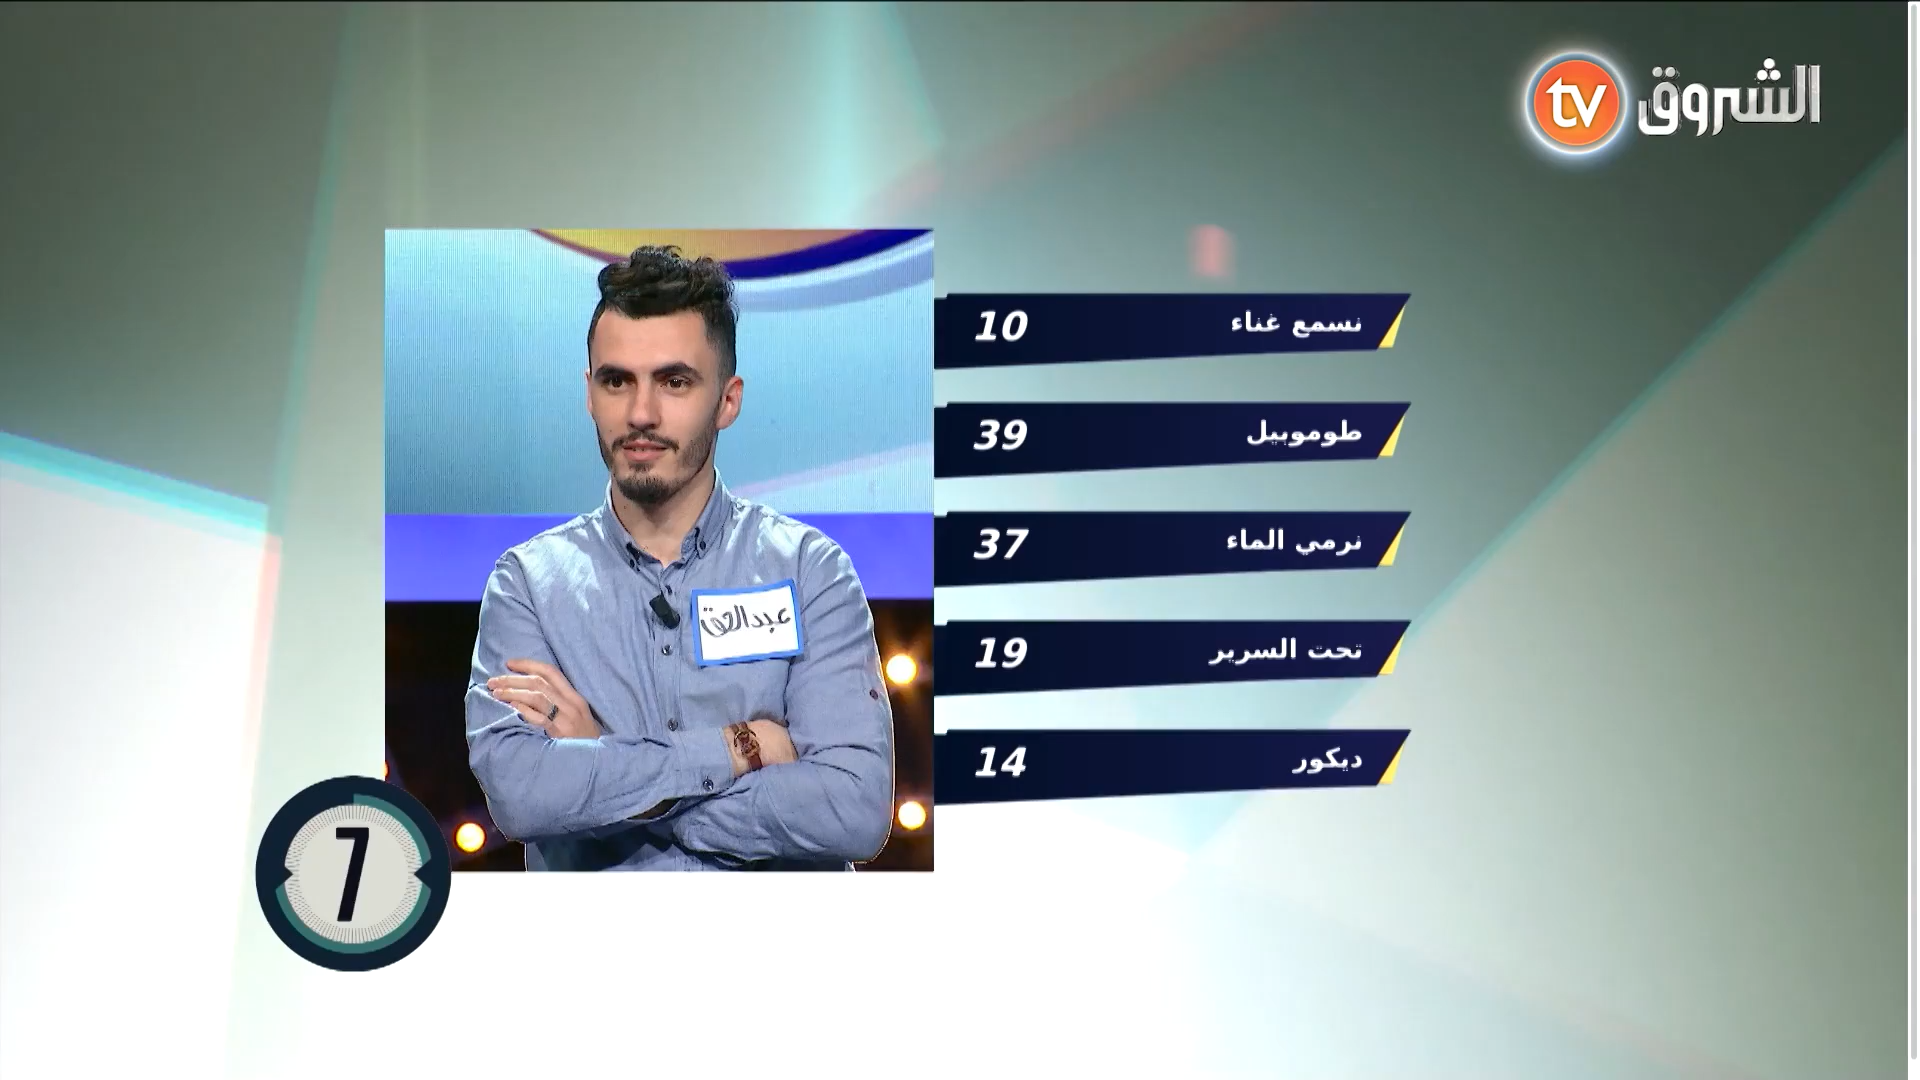 الشروق tv
نسمع غناء 10
طوموبيل 39
نرمي الماء 37
تحت السرير 19
ديكور 14
عبدالحق
7